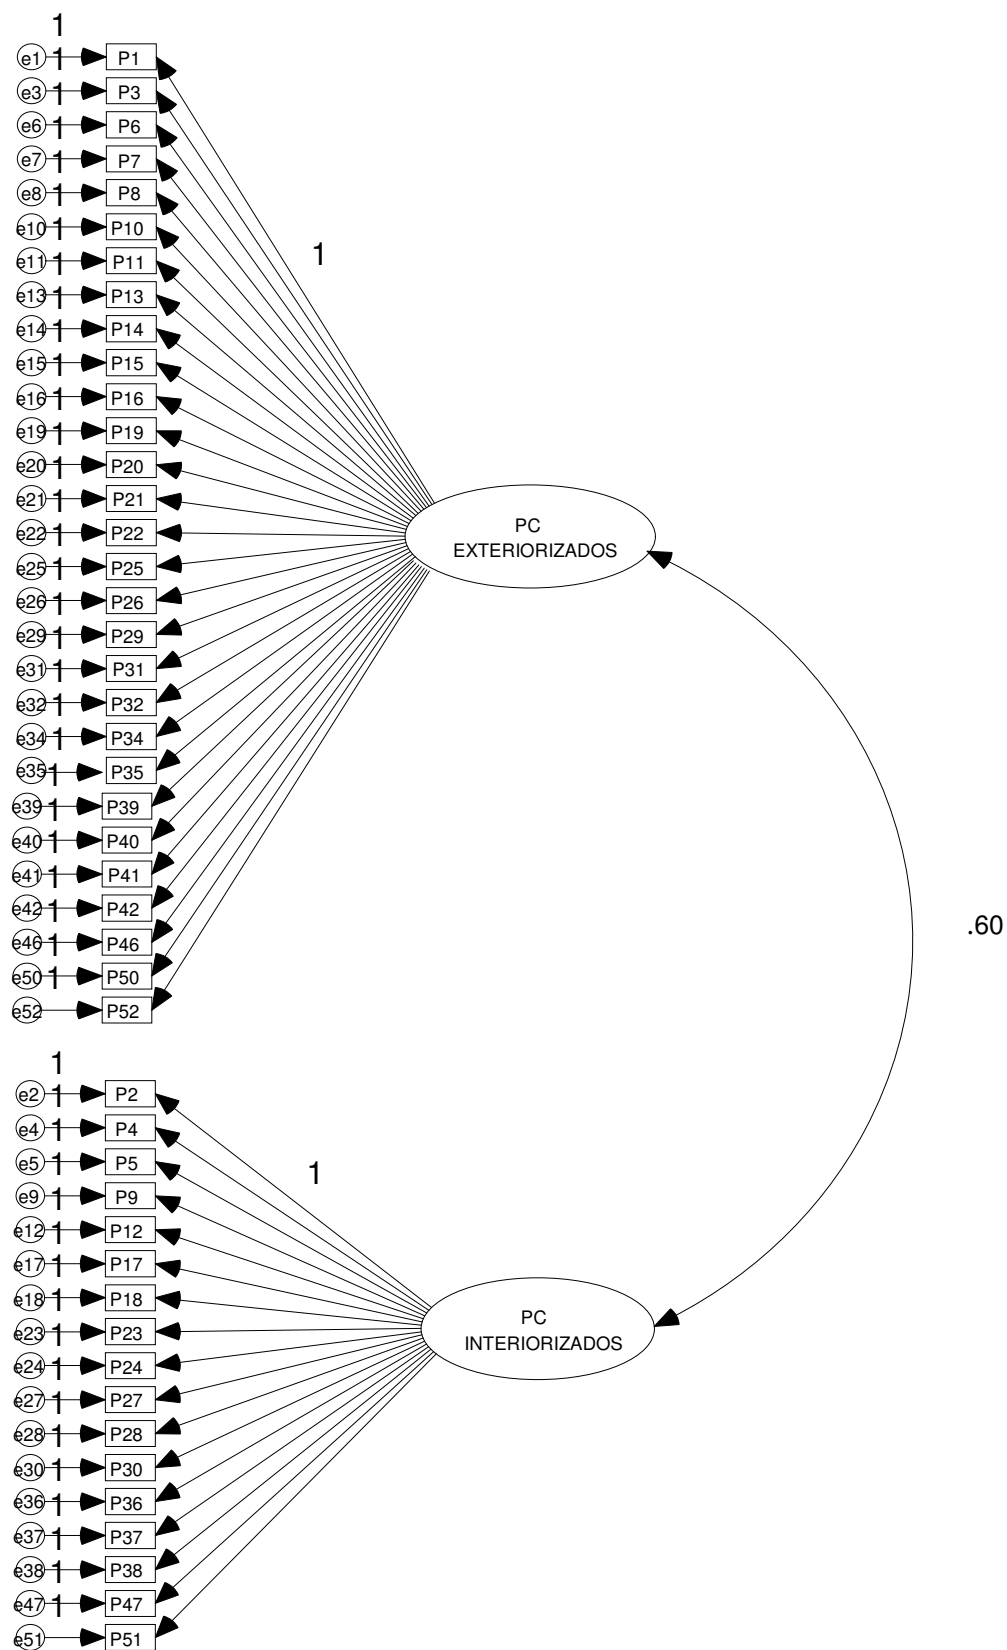 1
e1 1 P1
e3 1 P3
e6 1 P6
e7 1 P7
e8 1 P8
e10 1 P10
e11 1 P11
1
e13 1 P13
e14 1 P14
e15 1 P15
e16 1 P16
e19 1 P19
e20 1 P20
e21 1 P21
e22 1 P22
PC
EXTERIORIZADOS
e25 1 P25
e26 1 P26
e29 1 P29
e31 1 P31
e32 1 P32
e34 1 P34
e35 1 P35
e39 1 P39
e40 1 P40
e41 1 P41
e42 1 P42
.60
e46 1 P46
e50 1 P50
e52 P52
1
e2 1 P2
e4 1 P4
e5 1 P5
1
e9 1 P9
e12 1 P12
e17 1 P17
e18 1 P18
PC
INTERIORIZADOS
e23 1 P23
e24 1 P24
e27 1 P27
e28 1 P28
e30 1 P30
e36 1 P36
e37 1 P37
e38 1 P38
e47 1 P47
e51 P51